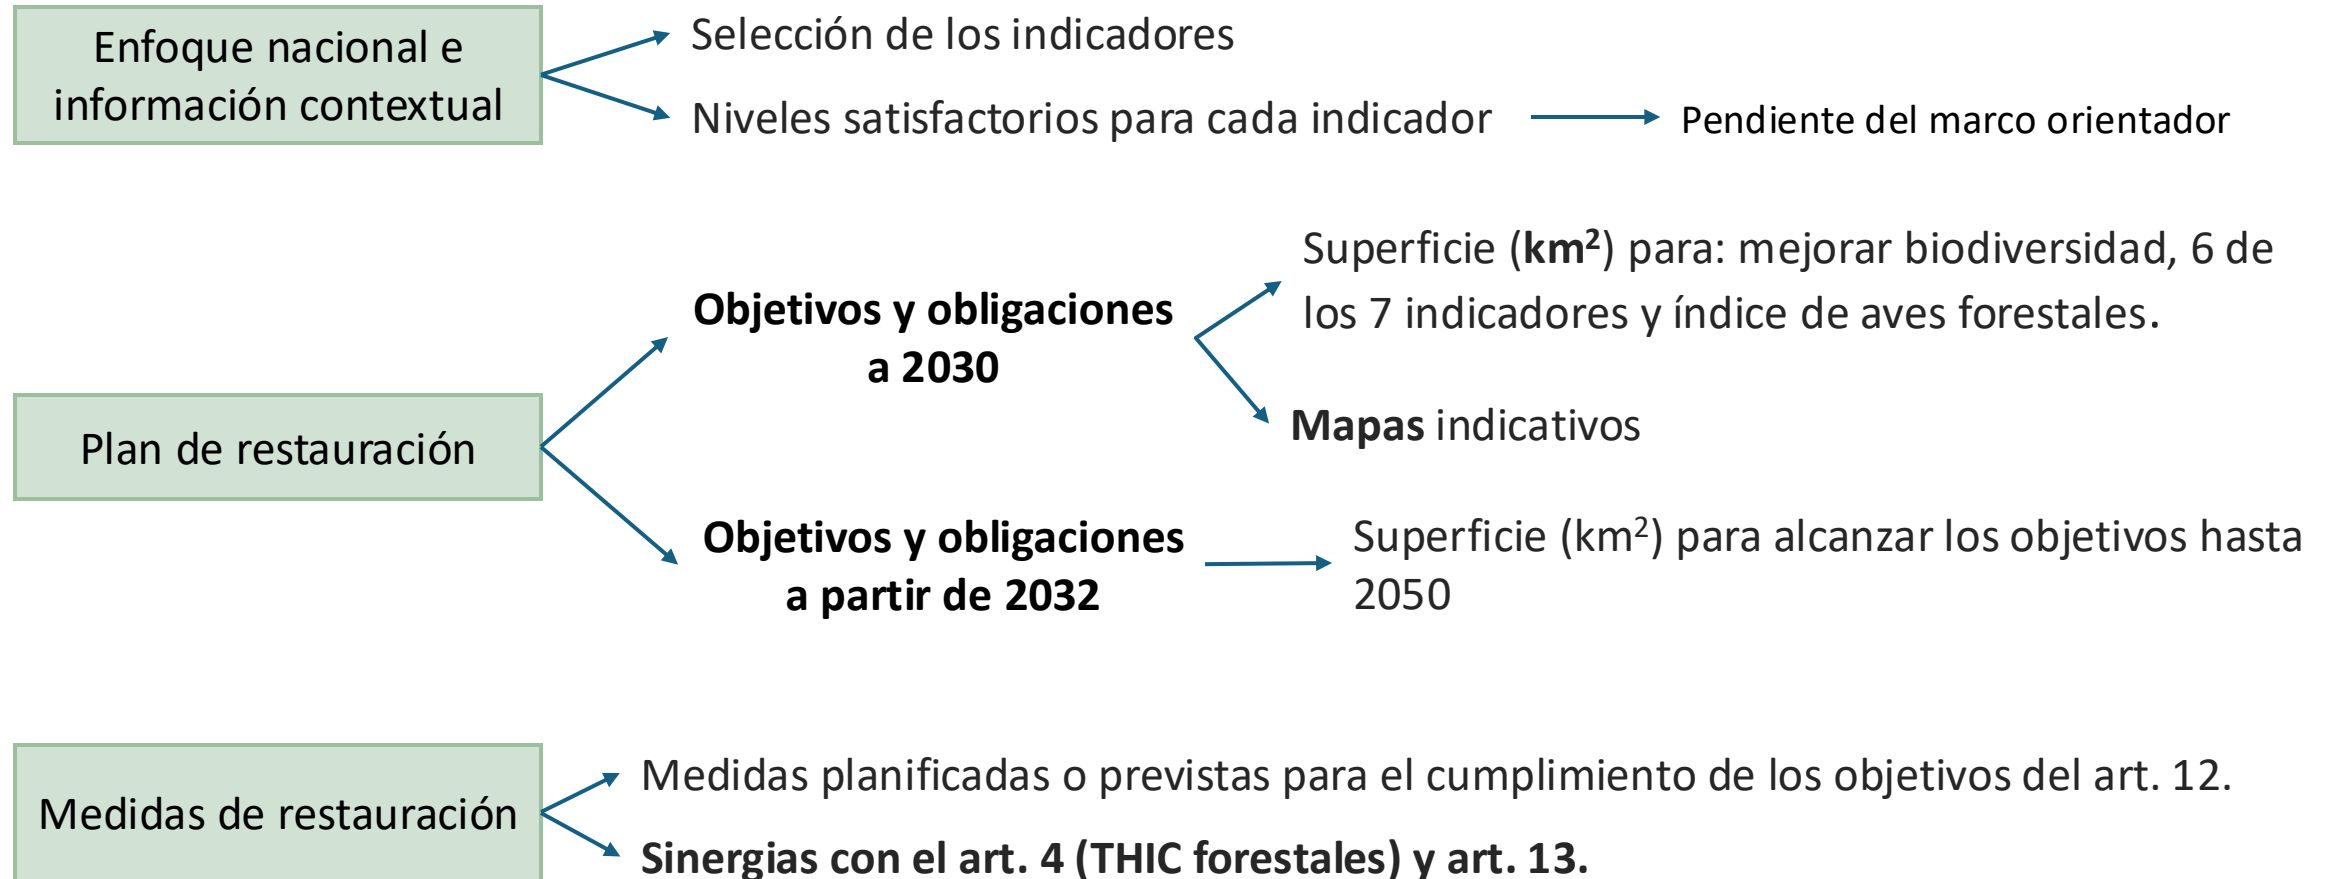 Enfoque nacional e
información contextual
Selección de los indicadores
Niveles satisfactorios para cada indicador
Pendiente del marco orientador
Plan de restauración
Objetivos y obligaciones
a 2030
Superficie (km²) para: mejorar biodiversidad, 6 de
los 7 indicadores y índice de aves forestales.
Mapas indicativos
Objetivos y obligaciones
a partir de 2032
Superficie (km²) para alcanzar los objetivos hasta
2050
Medidas de restauración
Medidas planificadas o previstas para el cumplimiento de los objetivos del art. 12.
Sinergias con el art. 4 (THIC forestales) y art. 13.